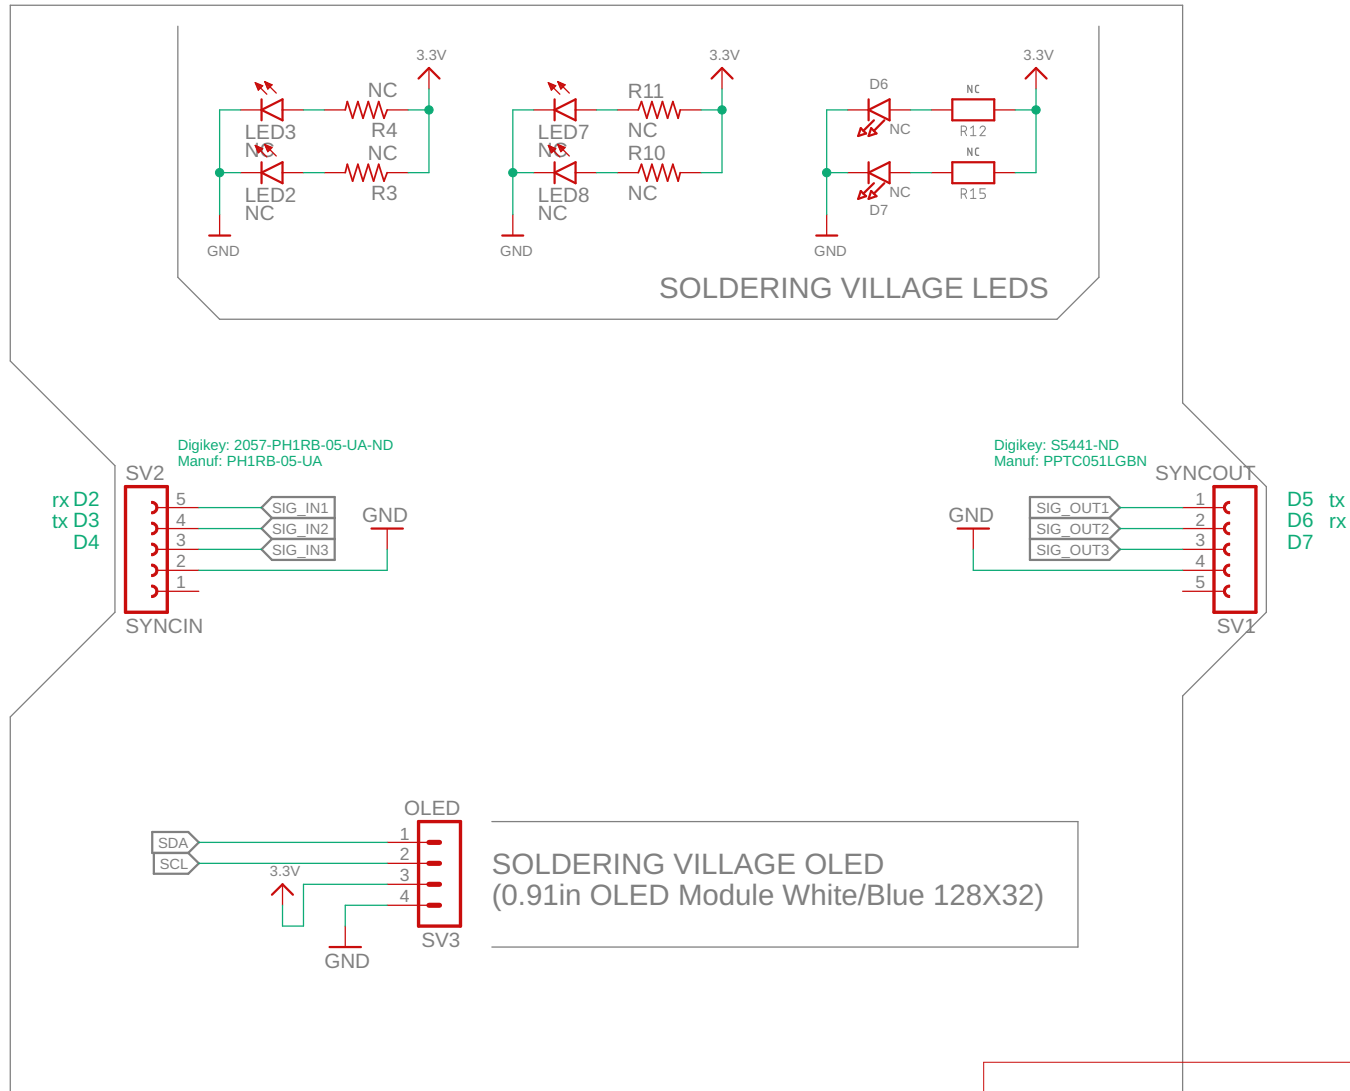 3.3V
3.3V
3.3V
NC
R4
LED3
NC
NC
R3
LED2
NC
GND
R11
NC
LED7
NC
R10
NC
LED8
NC
GND
D6
NC
NC
R12
NC
NC
R15
D7
GND
SOLDERING VILLAGE LEDS
Digikey: 2057-PH1RB-05-UA-ND
Manuf: PH1RB-05-UA
SV2
rx D2
tx D3
D4
5
4
3
2
1
SIG_IN1
SIG_IN2
SIG_IN3
GND
SYNCIN
Digikey: S5441-ND
Manuf: PPTC051LGBN
SYNCOUT
GND
SIG_OUT1
SIG_OUT2
SIG_OUT3
1
2
3
4
5
D5 tx
D6 rx
D7
SV1
OLED
SDA
SCL
3.3V
1
2
3
4
GND
SV3
SOLDERING VILLAGE OLED
(0.91in OLED Module White/Blue 128X32)